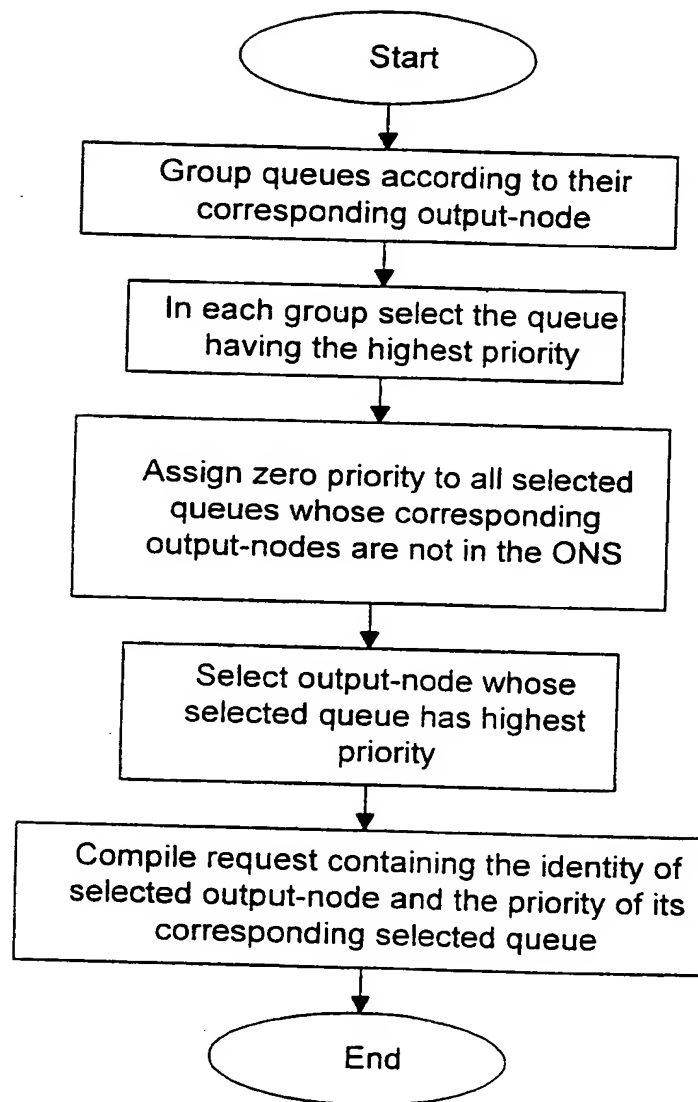 Start
Group queues according to their
corresponding output-node
In each group select the queue
having the highest priority
Assign zero priority to all selected
queues whose corresponding
output-nodes are not in the ONS
Select output-node whose
selected queue has highest
priority
Compile request containing the identity of
selected output-node and the priority of its
corresponding selected queue
End